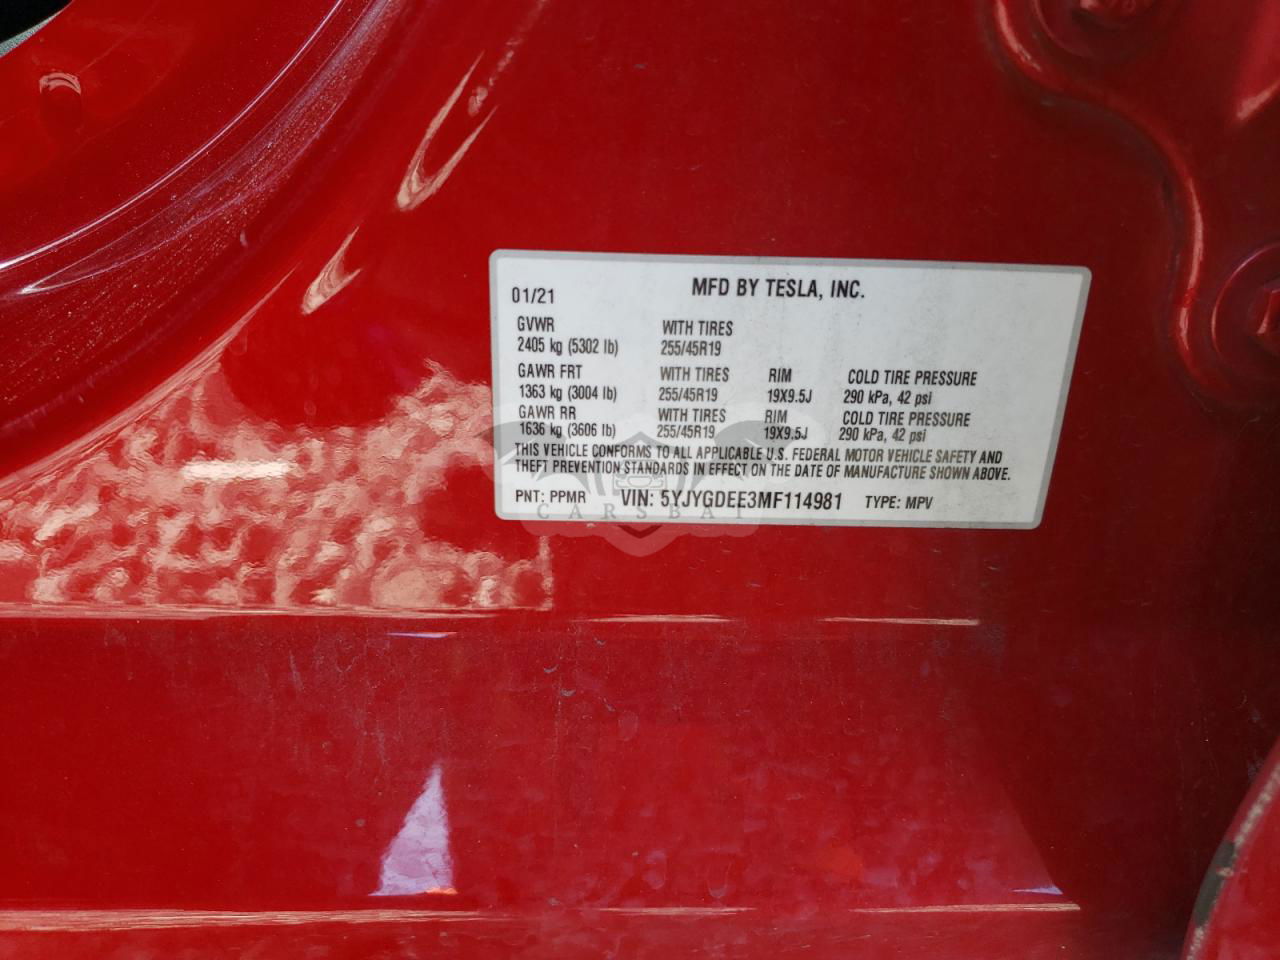 MFD BY TESLA, INC.
01/21
GVWR WITH TIRES
2405 kg (5302 lb) 255/45R19
GAWR FRT WITH TIRES RIM COLD TIRE PRESSURE
1363 kg (3004 lb) 255/45R19 19X9.5J 290 kPa, 42 psi
GAWR RR WITH TIRES RIM COLD TIRE PRESSURE
1636 kg (3606 lb) 255/45R19 19X9.5J 290 kPa, 42 psi
THIS VEHICLE CONFORMS TO ALL APPLICABLE U.S. FEDERAL MOTOR VEHICLE SAFETY AND
THEFT PREVENTION STANDARDS IN EFFECT ON THE DATE OF MANUFACTURE SHOWN ABOVE.
PNT: PPMR VIN: 5YJYGDEE3MF114981 TYPE: MPV
CARSBAT